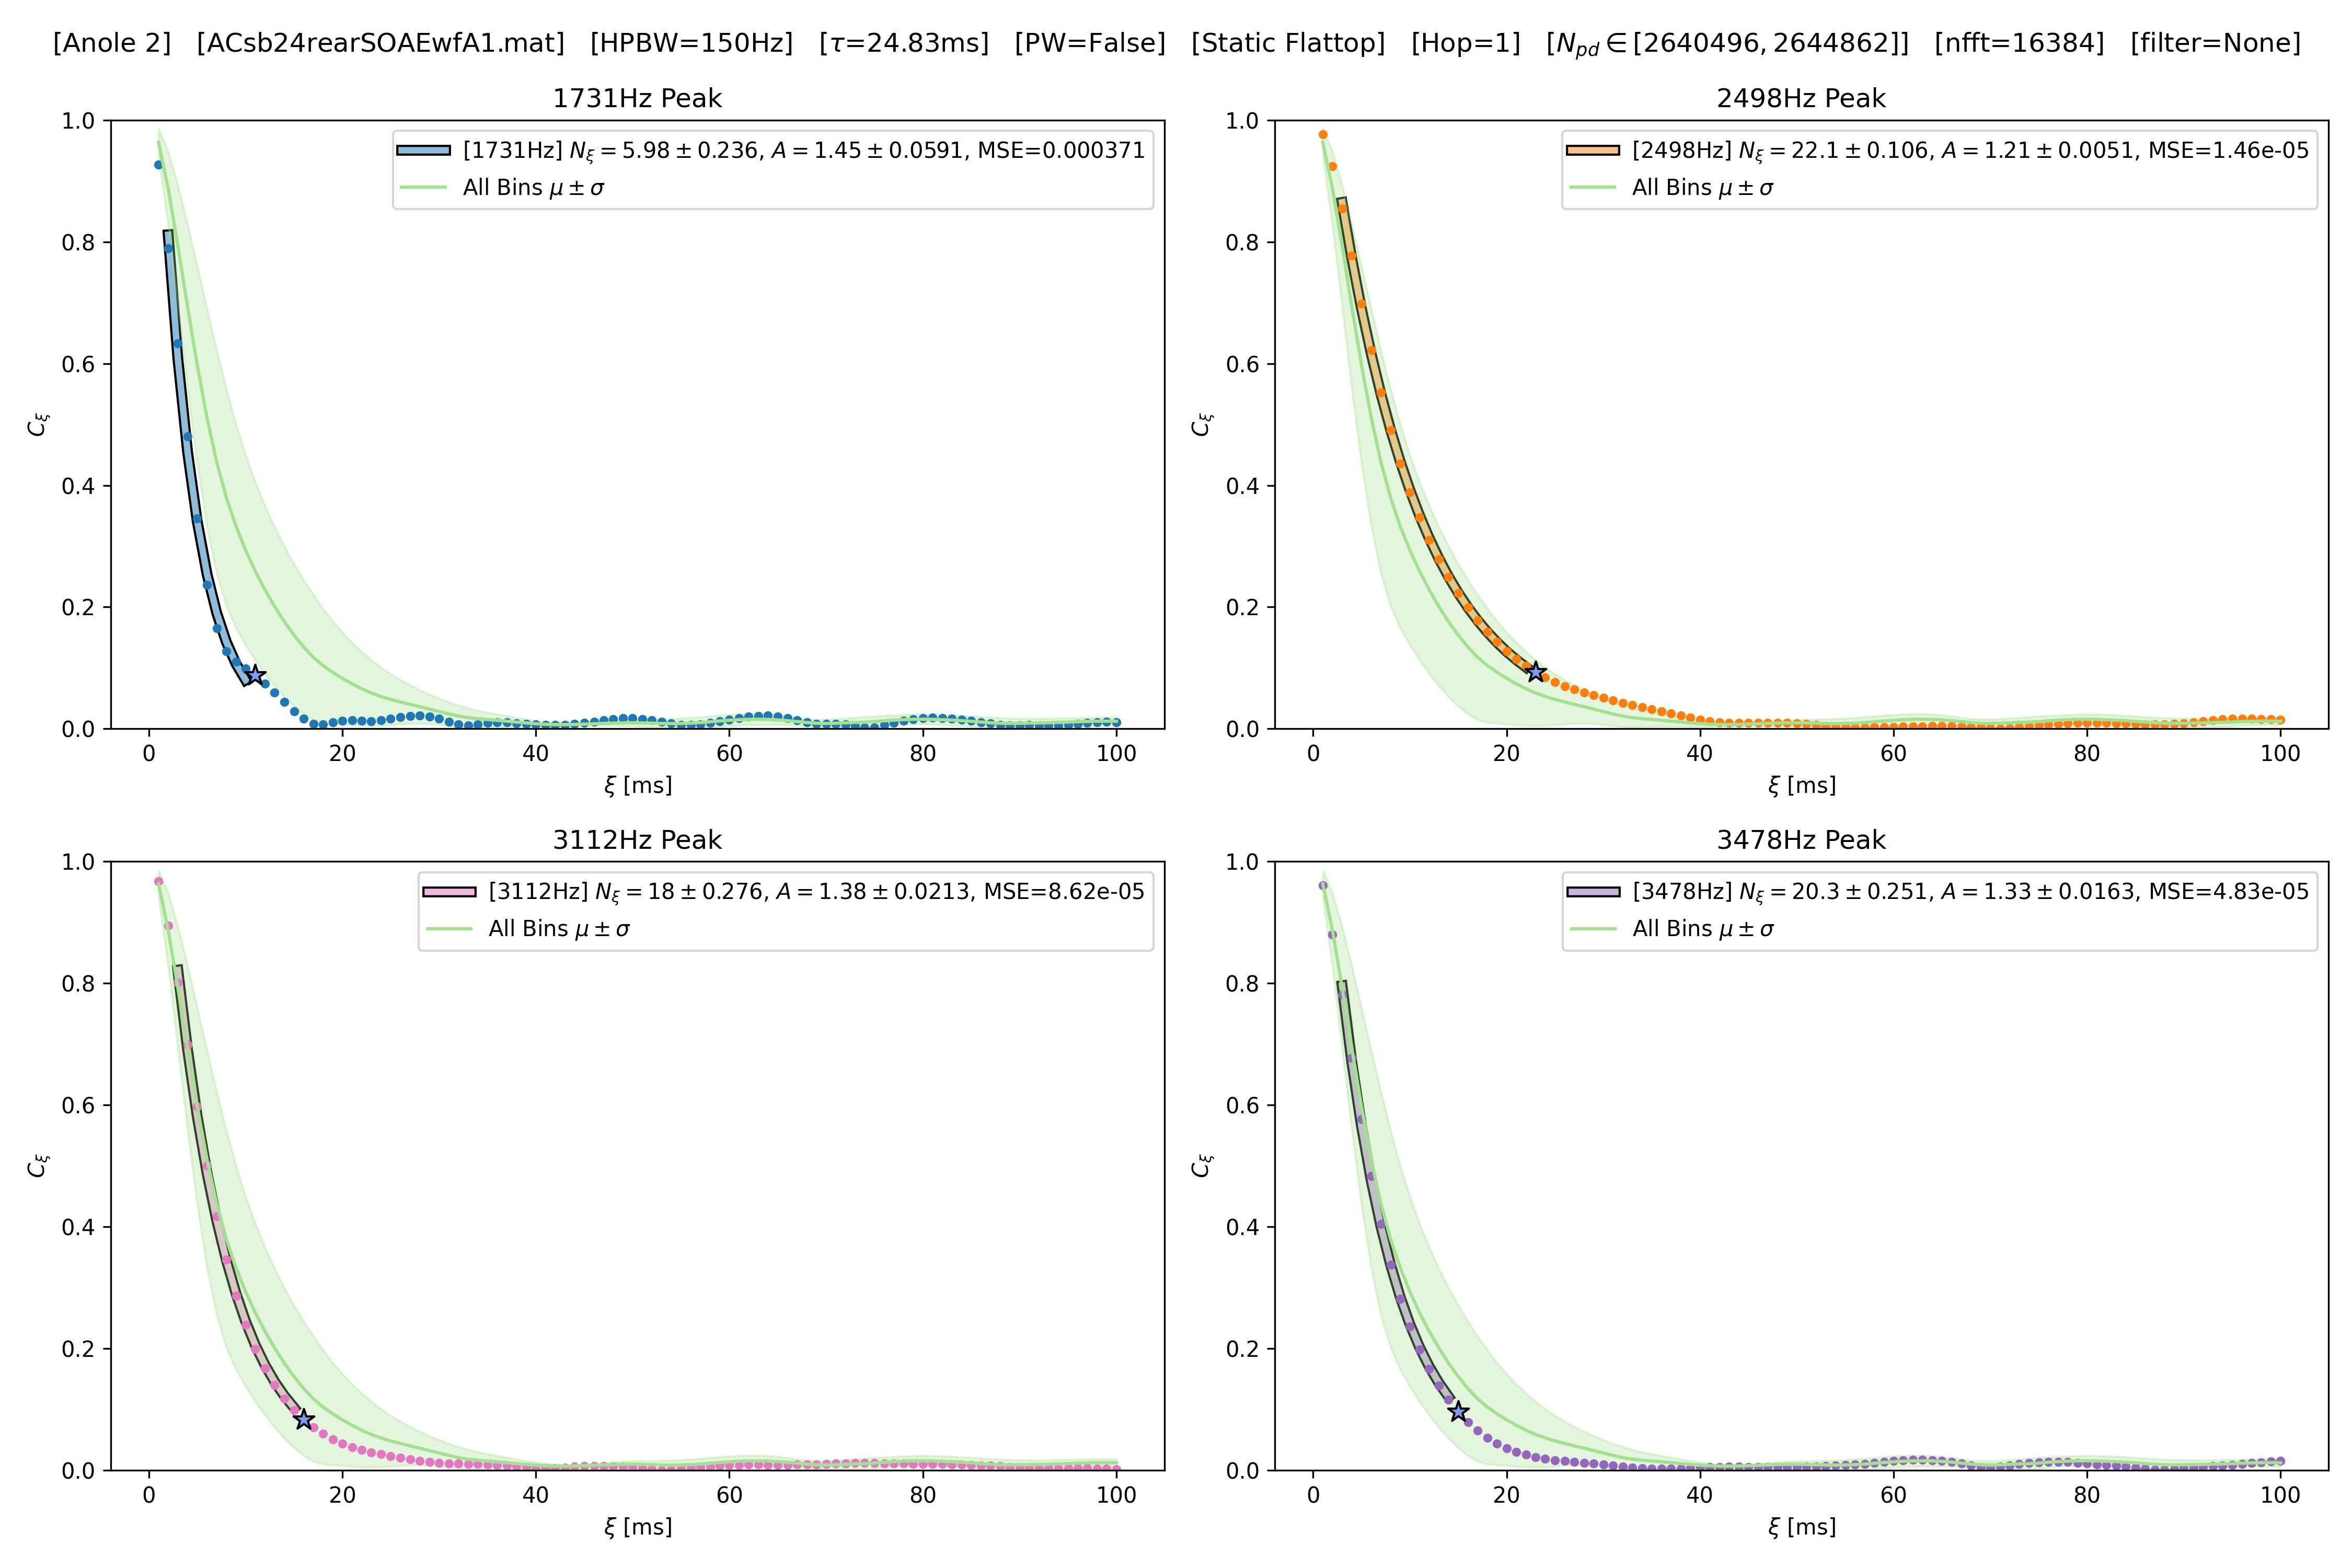 [Anole 2] [ACsb24rearSOAEwfA1.mat] [HPBW=150Hz] [τ=24.83ms] [PW=False] [Static Flattop] [Hop=1] [N_pd ∈ [2640496, 2644862]] [nfft=16384] [filter=None]
1731Hz Peak
[1731Hz] N_ξ = 5.98 ± 0.236, A = 1.45 ± 0.0591, MSE=0.000371
All Bins μ ± σ
1.0
0.8
0.6
0.4
0.2
0.0
C_ξ
0 20 40 60 80 100
ξ [ms]
2498Hz Peak
[2498Hz] N_ξ = 22.1 ± 0.106, A = 1.21 ± 0.0051, MSE=1.46e-05
All Bins μ ± σ
1.0
0.8
0.6
0.4
0.2
0.0
C_ξ
0 20 40 60 80 100
ξ [ms]
3112Hz Peak
[3112Hz] N_ξ = 18 ± 0.276, A = 1.38 ± 0.0213, MSE=8.62e-05
All Bins μ ± σ
1.0
0.8
0.6
0.4
0.2
0.0
C_ξ
0 20 40 60 80 100
ξ [ms]
3478Hz Peak
[3478Hz] N_ξ = 20.3 ± 0.251, A = 1.33 ± 0.0163, MSE=4.83e-05
All Bins μ ± σ
1.0
0.8
0.6
0.4
0.2
0.0
C_ξ
0 20 40 60 80 100
ξ [ms]